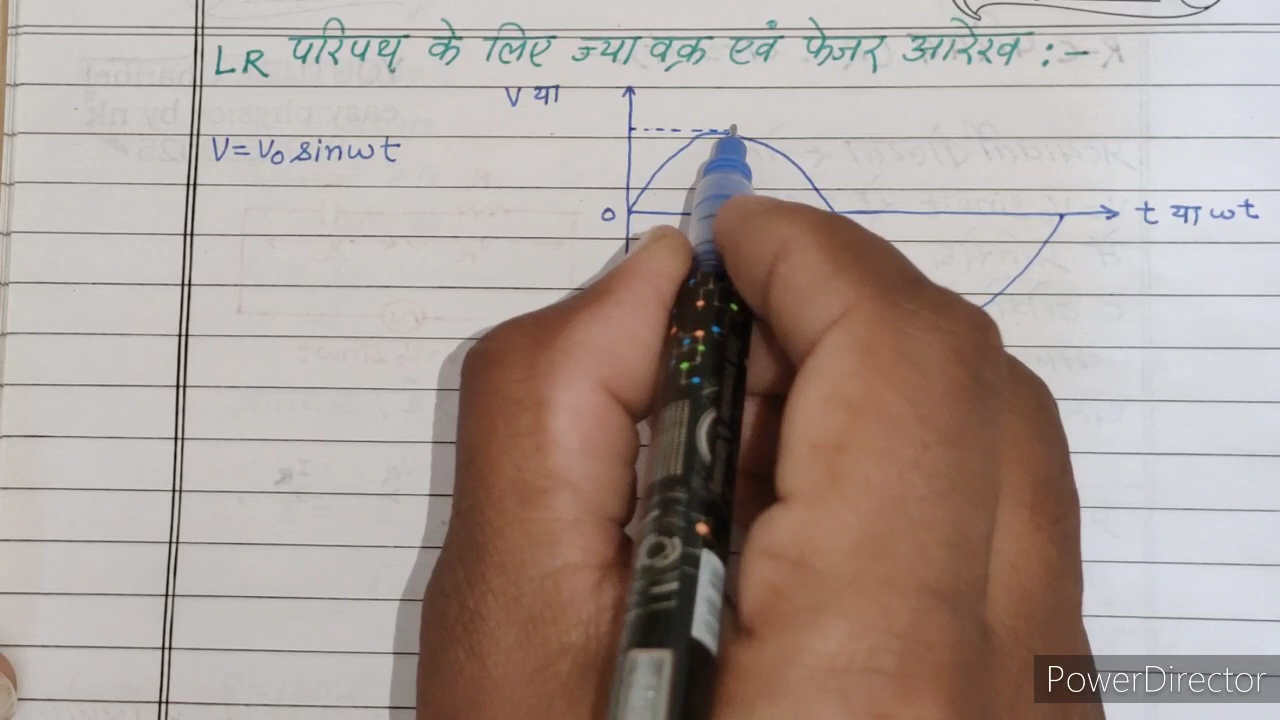 LR परिपथ के लिए ज्या वक्र एवं फेजर आरेख :-
V या
V = V₀ sinωt
0
t या ωt
PowerDirector